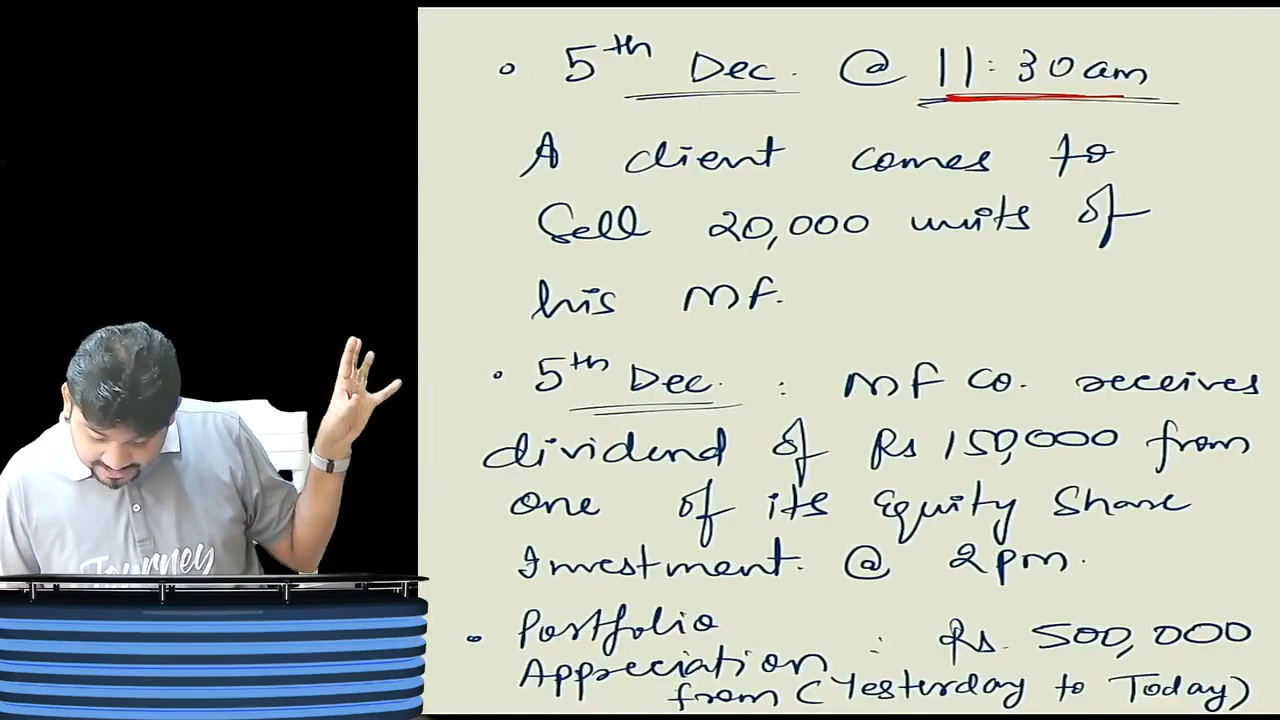 • 5th Dec. @ 11:30am
A client comes to
Sell 20,000 units of
his MF.
• 5th Dec. : MF Co. receives
dividend of Rs 150,000 from
one of its Equity Share
Investment. @ 2pm.
• Portfolio : Rs. 500,000
Appreciation
from (Yesterday to Today)
Journey